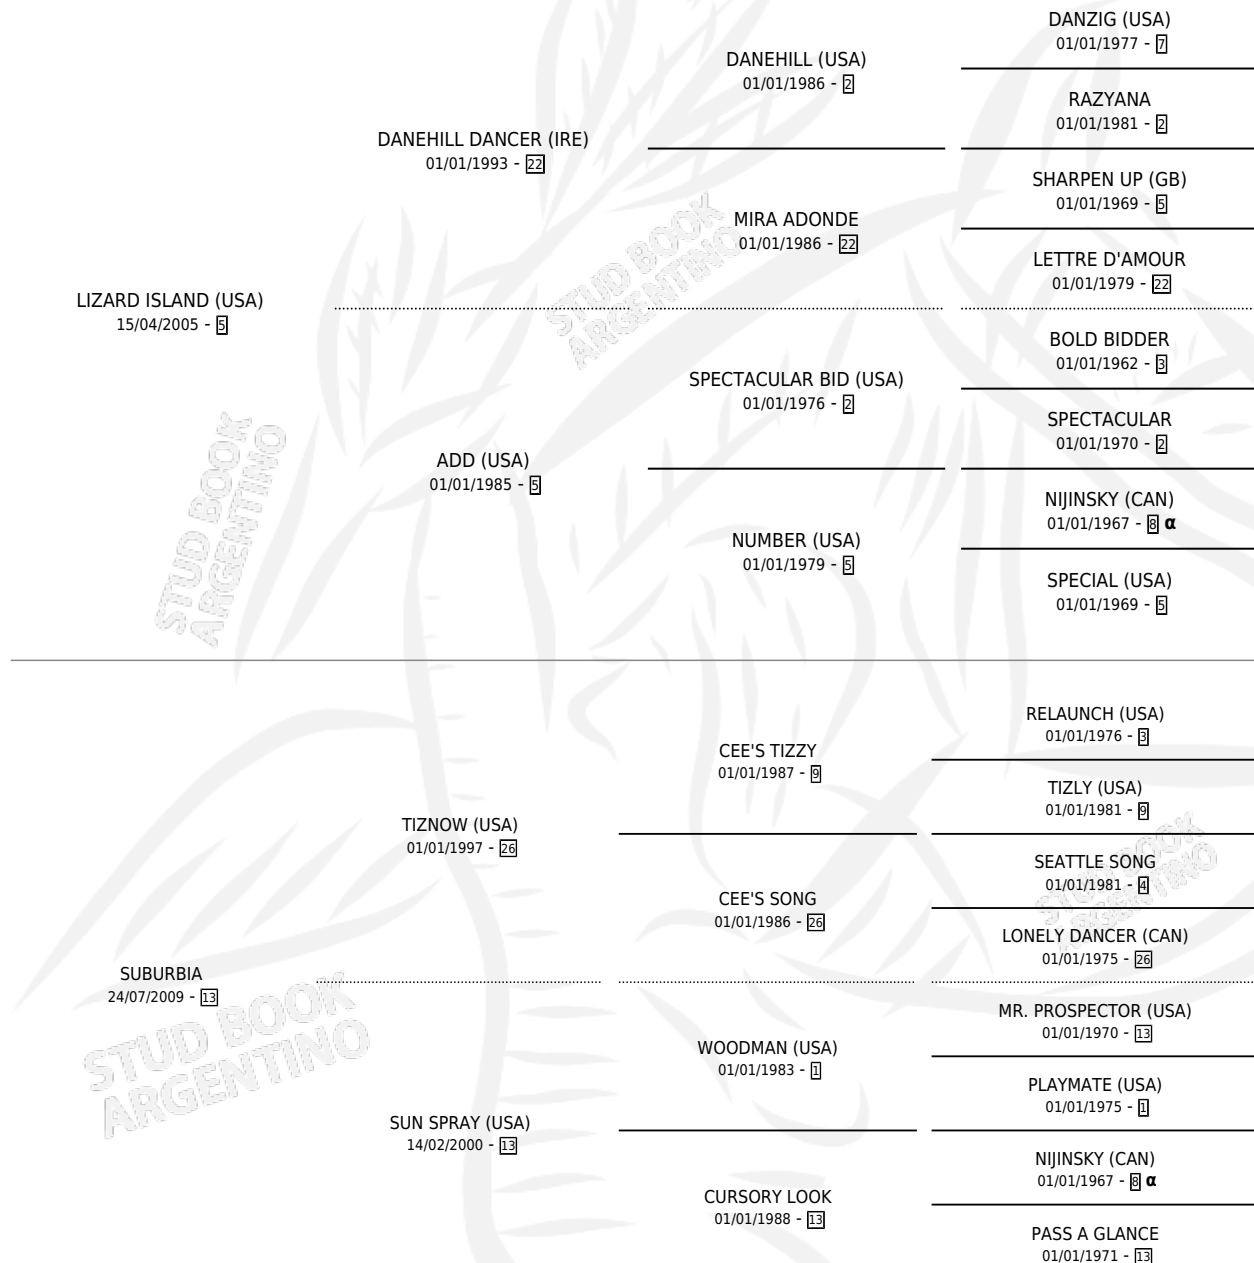 DANZIG (USA)
01/01/1977 - 7
DANEHILL (USA)
01/01/1986 - 2
RAZYANA
01/01/1981 - 2
DANEHILL DANCER (IRE)
01/01/1993 - 22
SHARPEN UP (GB)
01/01/1969 - 5
MIRA ADONDE
01/01/1986 - 22
LETTRE D'AMOUR
01/01/1979 - 22
LIZARD ISLAND (USA)
15/04/2005 - 5
BOLD BIDDER
01/01/1962 - 3
SPECTACULAR BID (USA)
01/01/1976 - 2
SPECTACULAR
01/01/1970 - 2
ADD (USA)
01/01/1985 - 5
NIJINSKY (CAN)
01/01/1967 - 8 α
NUMBER (USA)
01/01/1979 - 5
SPECIAL (USA)
01/01/1969 - 5
RELAUNCH (USA)
01/01/1976 - 3
CEE'S TIZZY
01/01/1987 - 9
TIZLY (USA)
01/01/1981 - 9
TIZNOW (USA)
01/01/1997 - 26
SEATTLE SONG
01/01/1981 - 4
CEE'S SONG
01/01/1986 - 26
LONELY DANCER (CAN)
01/01/1975 - 26
SUBURBIA
24/07/2009 - 13
MR. PROSPECTOR (USA)
01/01/1970 - 13
WOODMAN (USA)
01/01/1983 - 1
PLAYMATE (USA)
01/01/1975 - 1
SUN SPRAY (USA)
14/02/2000 - 13
NIJINSKY (CAN)
01/01/1967 - 8 α
CURSORY LOOK
01/01/1988 - 13
PASS A GLANCE
01/01/1971 - 13
STUD BOOK
ARGENTINO
STUD BOOK
ARGENTINO
STUD BOOK
ARGENTINO
STUD BOOK
ARGENTINO